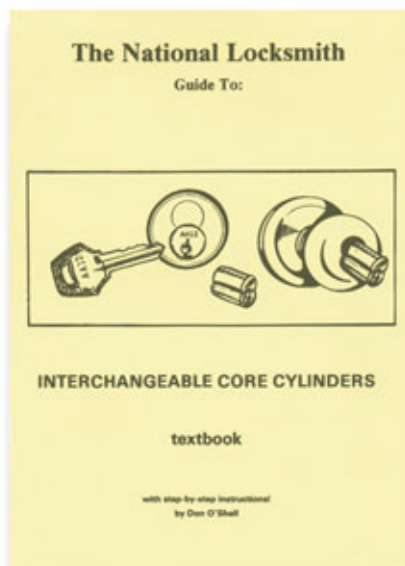 The National Locksmith
Guide To:
INTERCHANGEABLE CORE CYLINDERS
textbook
with step-by-step instructional
by Don O'Shall